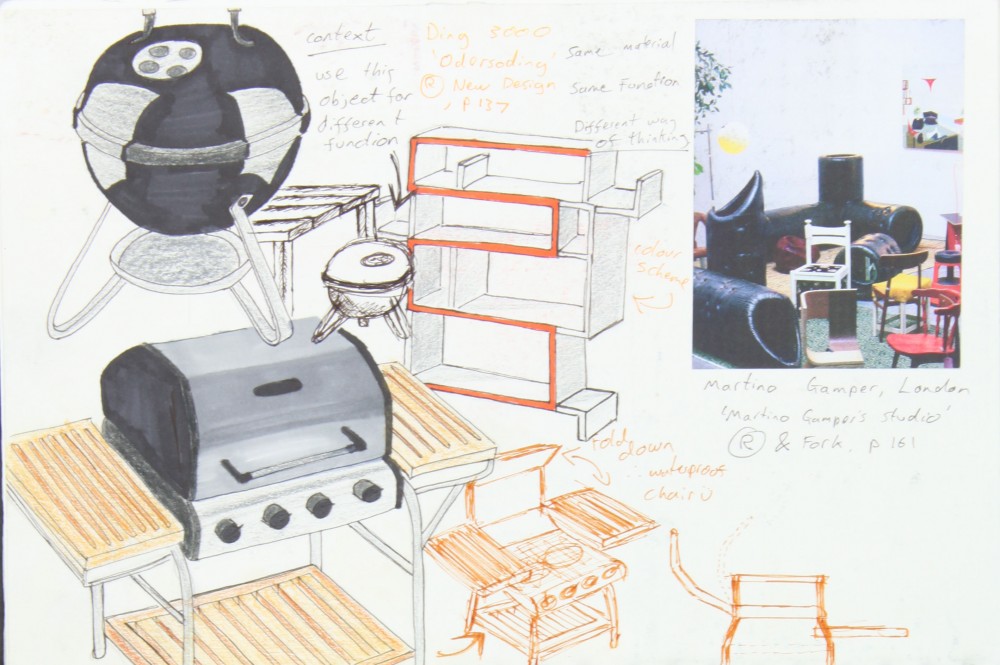 context
use this
object for
different
function
Ding 3000
'Odersoding'
Ⓡ New Design
, p 137
Same material
Same Function
Different way
of thinking
colour
scheme
Martino Gamper, London
'Martino Gamper's studio'
Ⓡ & Fork, p 161
fold
down
waterproof
chair